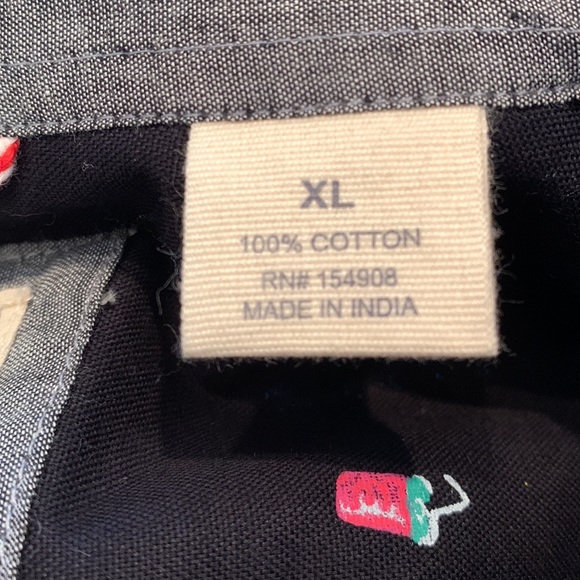 XL
100% COTTON
RN# 154908
MADE IN INDIA